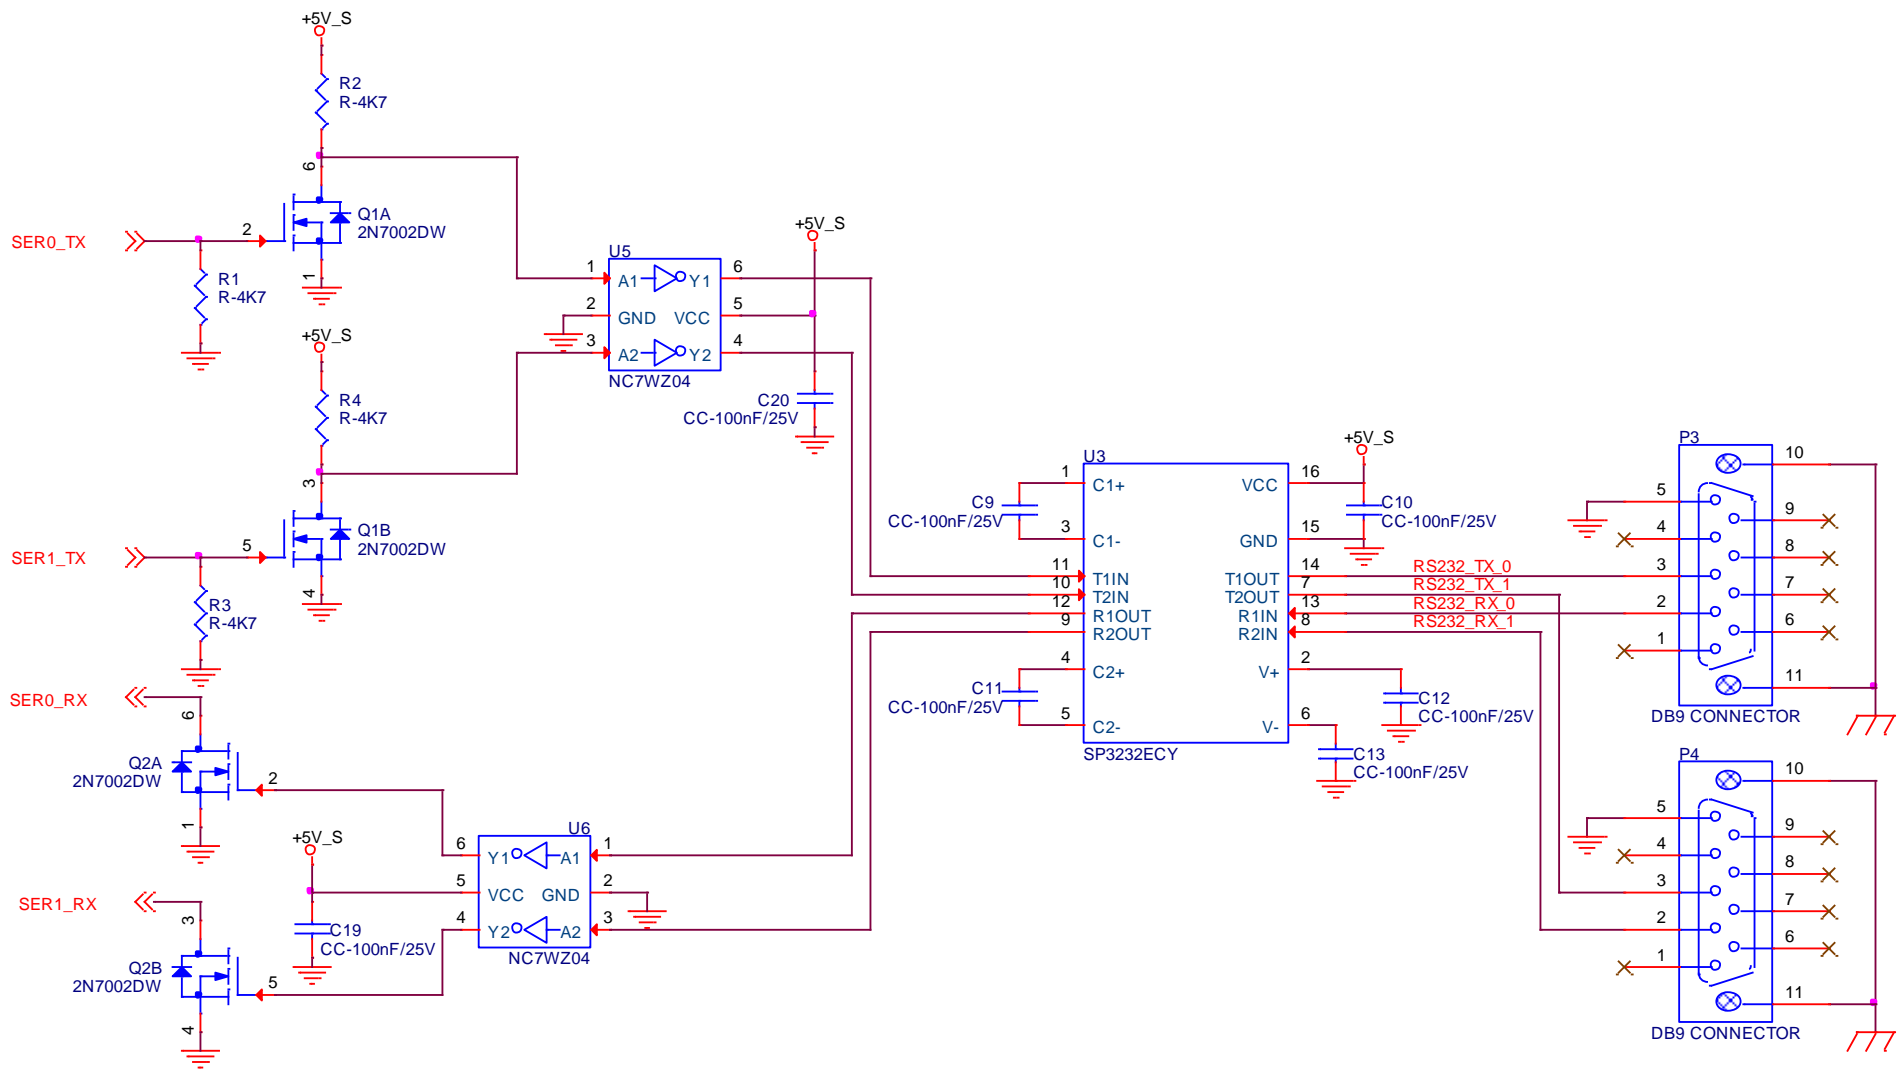 +5V_S
R2
R-4K7
6
Q1A
2N7002DW
2
SER0_TX
1
R1
R-4K7
+5V_S
R4
R-4K7
3
Q1B
2N7002DW
5
SER1_TX
4
R3
R-4K7
+5V_S
U5
1
A1
Y1
6
2
GND
VCC
5
3
A2
Y2
4
NC7WZ04
C20
CC-100nF/25V
SER0_RX
6
Q2A
2N7002DW
2
1
SER1_RX
3
Q2B
2N7002DW
5
4
+5V_S
U6
6
Y1
A1
1
5
VCC
GND
2
4
Y2
A2
3
NC7WZ04
C19
CC-100nF/25V
U3
1
C1+
VCC
16
3
C1-
GND
15
11
T1IN
T1OUT
14
10
T2IN
T2OUT
7
12
R1OUT
R1IN
13
9
R2OUT
R2IN
8
4
C2+
V+
2
5
C2-
V-
6
SP3232ECY
C9
CC-100nF/25V
C11
CC-100nF/25V
+5V_S
C10
CC-100nF/25V
RS232_TX_0
RS232_TX_1
RS232_RX_0
RS232_RX_1
C12
CC-100nF/25V
C13
CC-100nF/25V
P3
10
5
9
4
8
3
7
2
6
1
11
DB9 CONNECTOR
P4
10
5
9
4
8
3
7
2
6
1
11
DB9 CONNECTOR